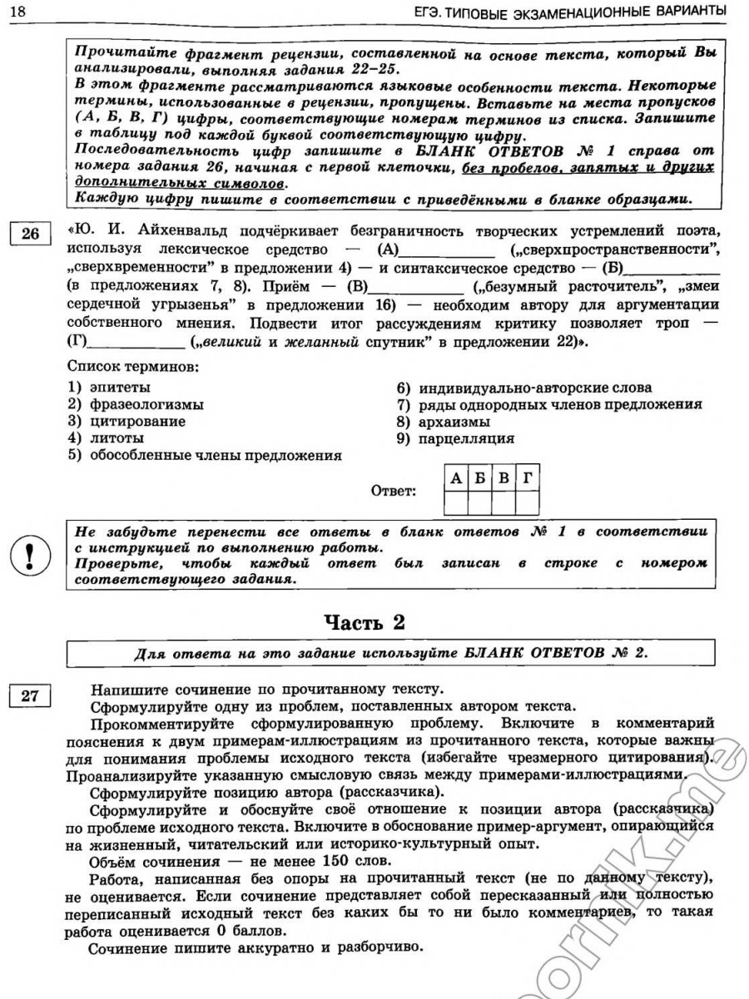 18
ЕГЭ. ТИПОВЫЕ ЭКЗАМЕНАЦИОННЫЕ ВАРИАНТЫ
Прочитайте фрагмент рецензии, составленной на основе текста, который Вы
анализировали, выполняя задания 22–25.
В этом фрагменте рассматриваются языковые особенности текста. Некоторые
термины, использованные в рецензии, пропущены. Вставьте на места пропусков
(А, Б, В, Г) цифры, соответствующие номерам терминов из списка. Запишите
в таблицу под каждой буквой соответствующую цифру.
Последовательность цифр запишите в БЛАНК ОТВЕТОВ № 1 справа от
номера задания 26, начиная с первой клеточки, без пробелов, запятых и других
дополнительных символов.
Каждую цифру пишите в соответствии с приведёнными в бланке образцами.
26
«Ю. И. Айхенвальд подчёркивает безграничность творческих устремлений поэта,
используя лексическое средство — (А)____________ („сверхпространственности”,
„сверхвременности” в предложении 4) — и синтаксическое средство — (Б)____________
(в предложениях 7, 8). Приём — (В)____________ („безумный расточитель”, „змеи
сердечной угрызенья” в предложении 16) — необходим автору для аргументации
собственного мнения. Подвести итог рассуждениям критику позволяет троп —
(Г)____________ („великий и желанный спутник” в предложении 22)».
Список терминов:
1) эпитеты
2) фразеологизмы
3) цитирование
4) литоты
5) обособленные члены предложения
6) индивидуально-авторские слова
7) ряды однородных членов предложения
8) архаизмы
9) парцелляция
Ответ:
А Б В Г
!
Не забудьте перенести все ответы в бланк ответов № 1 в соответствии
с инструкцией по выполнению работы.
Проверьте, чтобы каждый ответ был записан в строке с номером
соответствующего задания.
Часть 2
Для ответа на это задание используйте БЛАНК ОТВЕТОВ № 2.
27
Напишите сочинение по прочитанному тексту.
Сформулируйте одну из проблем, поставленных автором текста.
Прокомментируйте сформулированную проблему. Включите в комментарий
пояснения к двум примерам-иллюстрациям из прочитанного текста, которые важны
для понимания проблемы исходного текста (избегайте чрезмерного цитирования).
Проанализируйте указанную смысловую связь между примерами-иллюстрациями.
Сформулируйте позицию автора (рассказчика).
Сформулируйте и обоснуйте своё отношение к позиции автора (рассказчика)
по проблеме исходного текста. Включите в обоснование пример-аргумент, опирающийся
на жизненный, читательский или историко-культурный опыт.
Объём сочинения — не менее 150 слов.
Работа, написанная без опоры на прочитанный текст (не по данному тексту),
не оценивается. Если сочинение представляет собой пересказанный или полностью
переписанный исходный текст без каких бы то ни было комментариев, то такая
работа оценивается 0 баллов.
Сочинение пишите аккуратно и разборчиво.
ornik.me